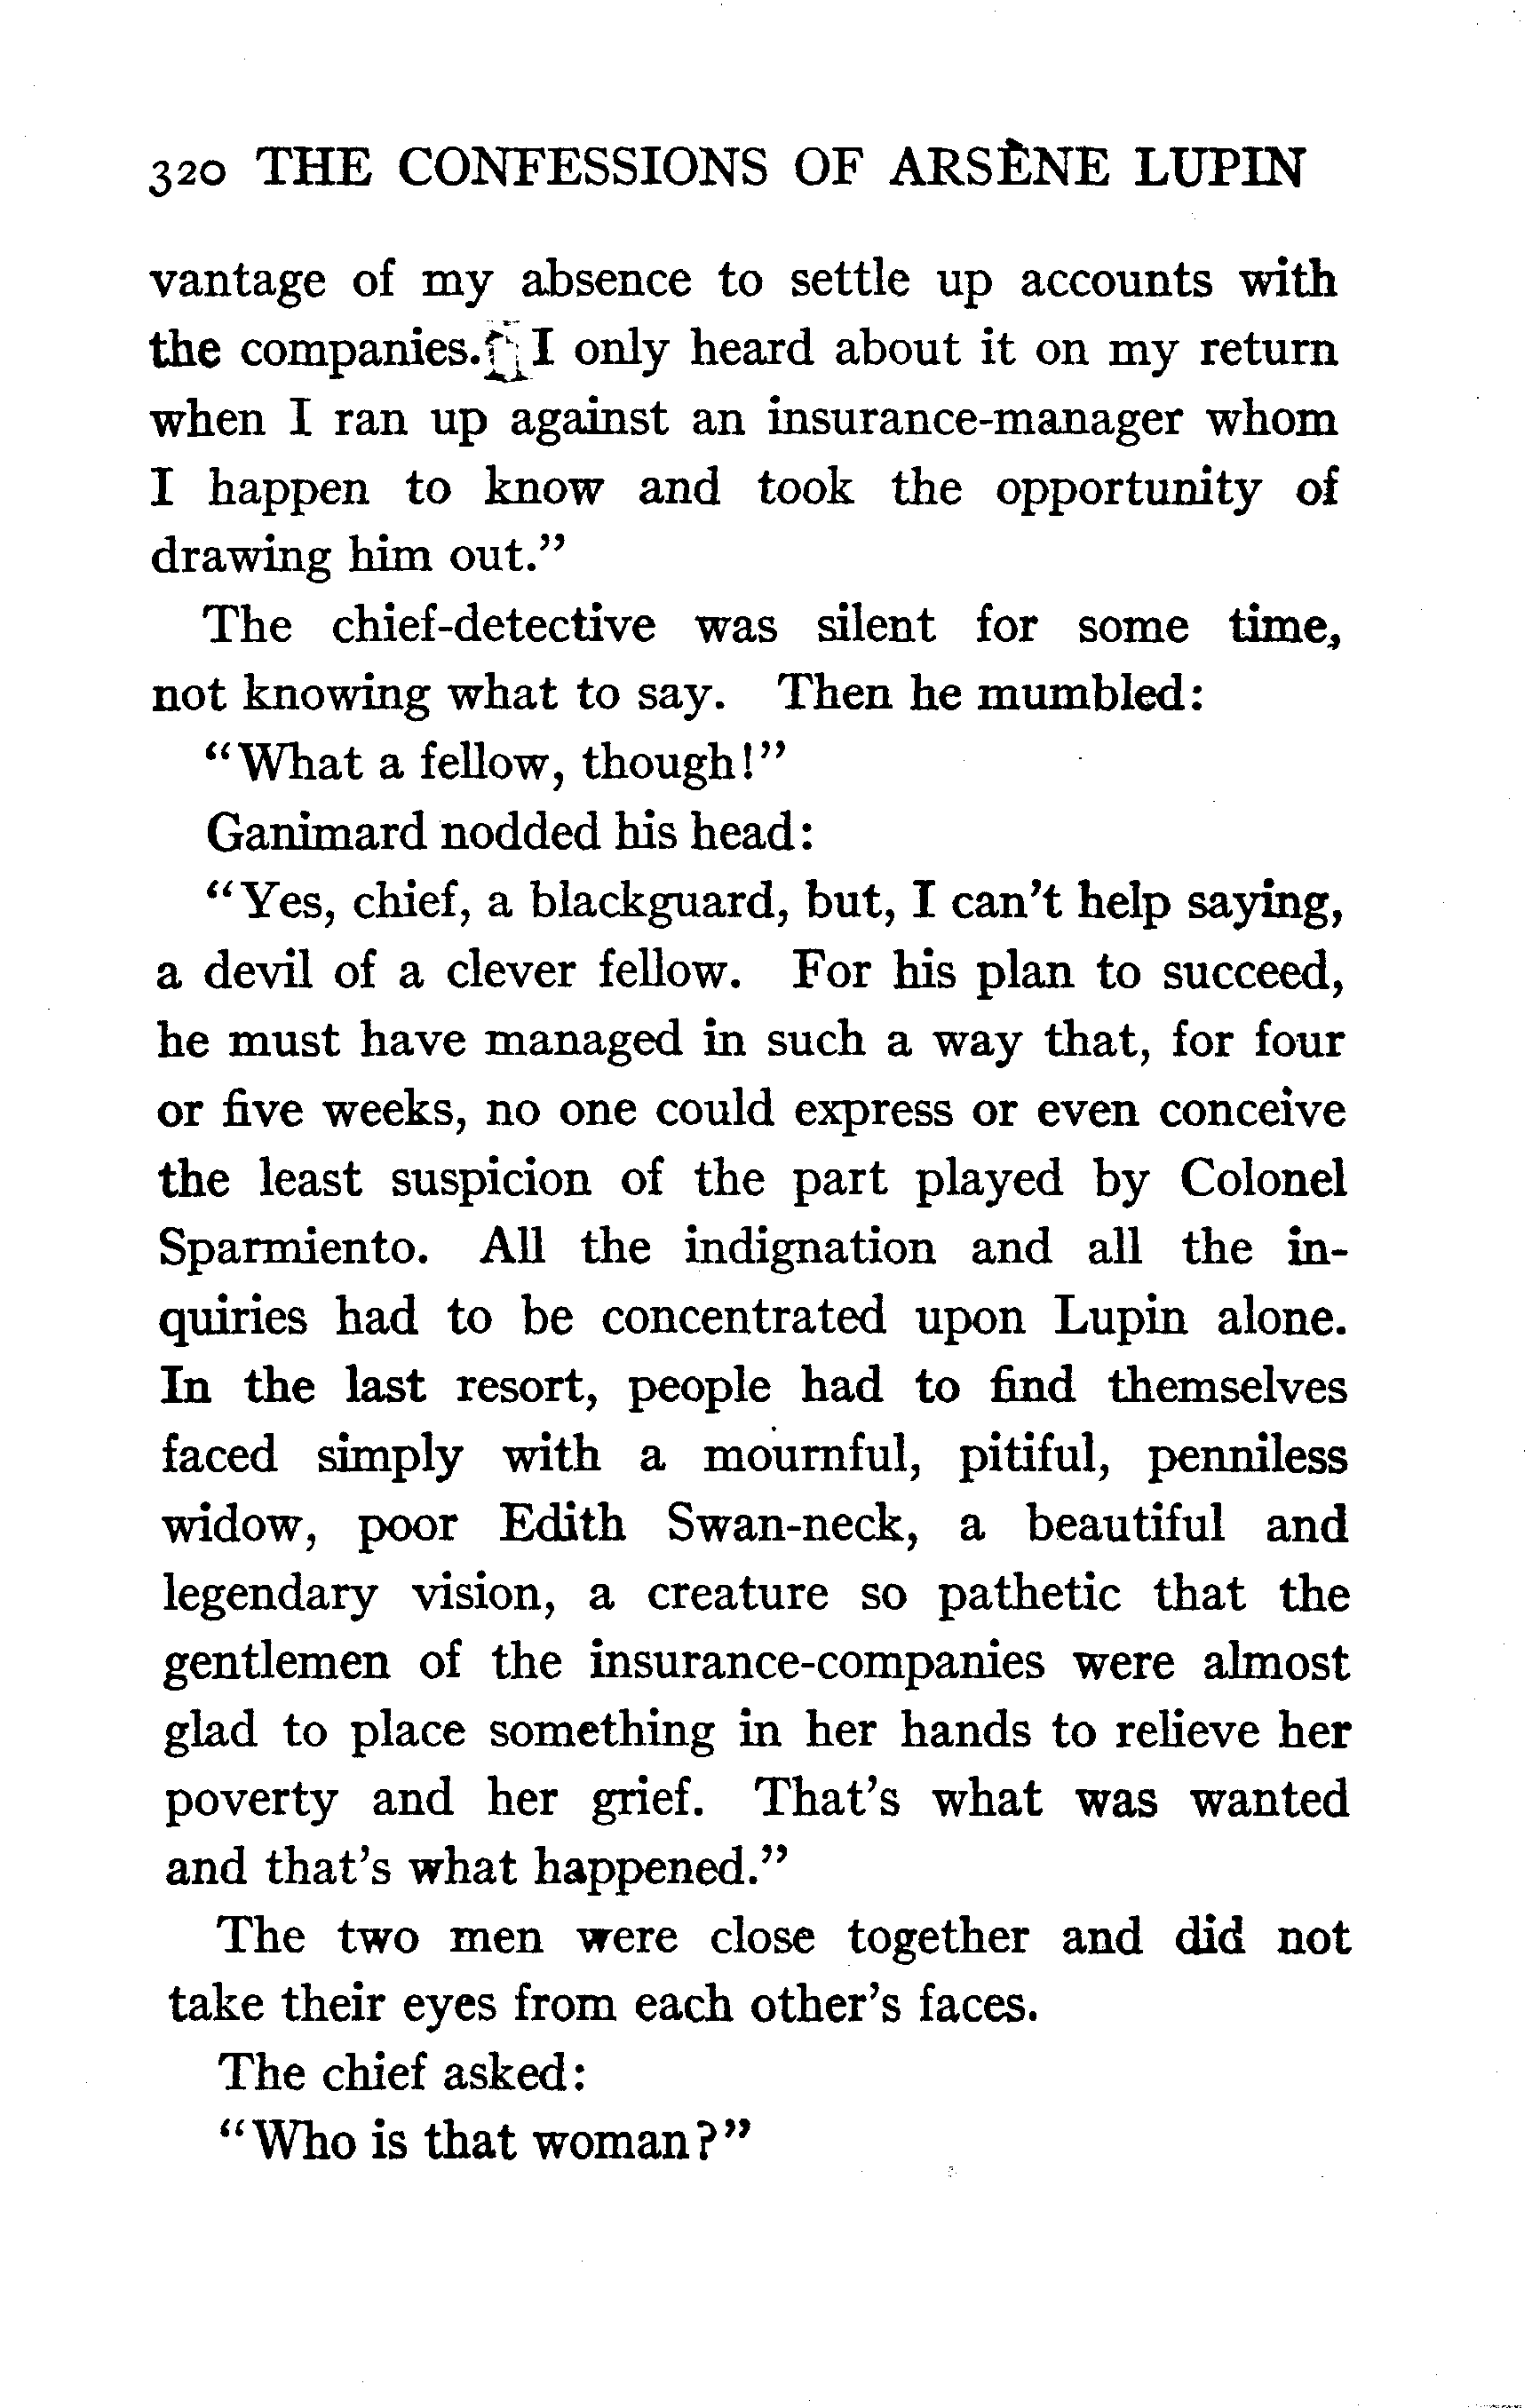 320 THE CONFESSIONS OF ARSÈNE LUPIN
vantage of my absence to settle up accounts with
the companies. I only heard about it on my return
when I ran up against an insurance-manager whom
I happen to know and took the opportunity of
drawing him out."
The chief-detective was silent for some time,
not knowing what to say. Then he mumbled:
"What a fellow, though!"
Ganimard nodded his head:
"Yes, chief, a blackguard, but, I can't help saying,
a devil of a clever fellow. For his plan to succeed,
he must have managed in such a way that, for four
or five weeks, no one could express or even conceive
the least suspicion of the part played by Colonel
Sparmiento. All the indignation and all the in-
quiries had to be concentrated upon Lupin alone.
In the last resort, people had to find themselves
faced simply with a mournful, pitiful, penniless
widow, poor Edith Swan-neck, a beautiful and
legendary vision, a creature so pathetic that the
gentlemen of the insurance-companies were almost
glad to place something in her hands to relieve her
poverty and her grief. That's what was wanted
and that's what happened."
The two men were close together and did not
take their eyes from each other's faces.
The chief asked:
"Who is that woman?"